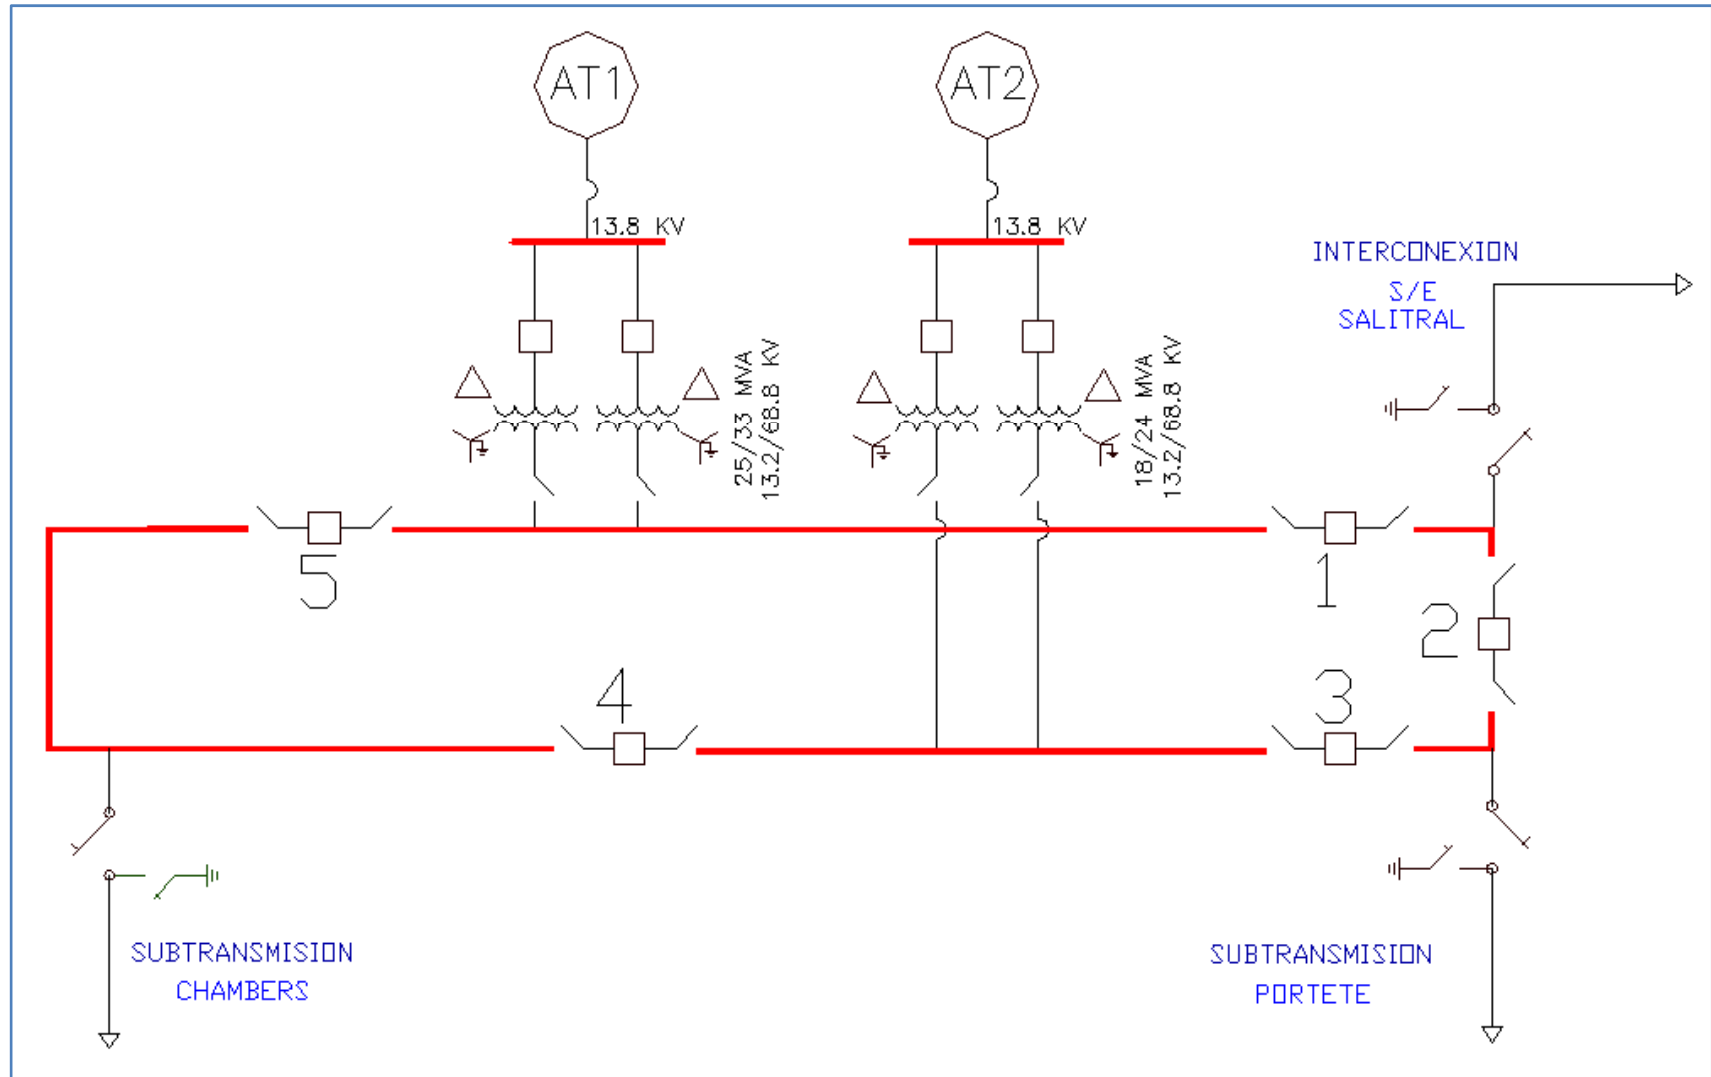 AT1
AT2
13.8 KV
13.8 KV
INTERCONEXION
S/E
SALITRAL
25/33 MVA
13.2/68.8 KV
18/24 MVA
13.2/68.8 KV
5
1
2
4
3
SUBTRANSMISION
CHAMBERS
SUBTRANSMISION
PORTETE